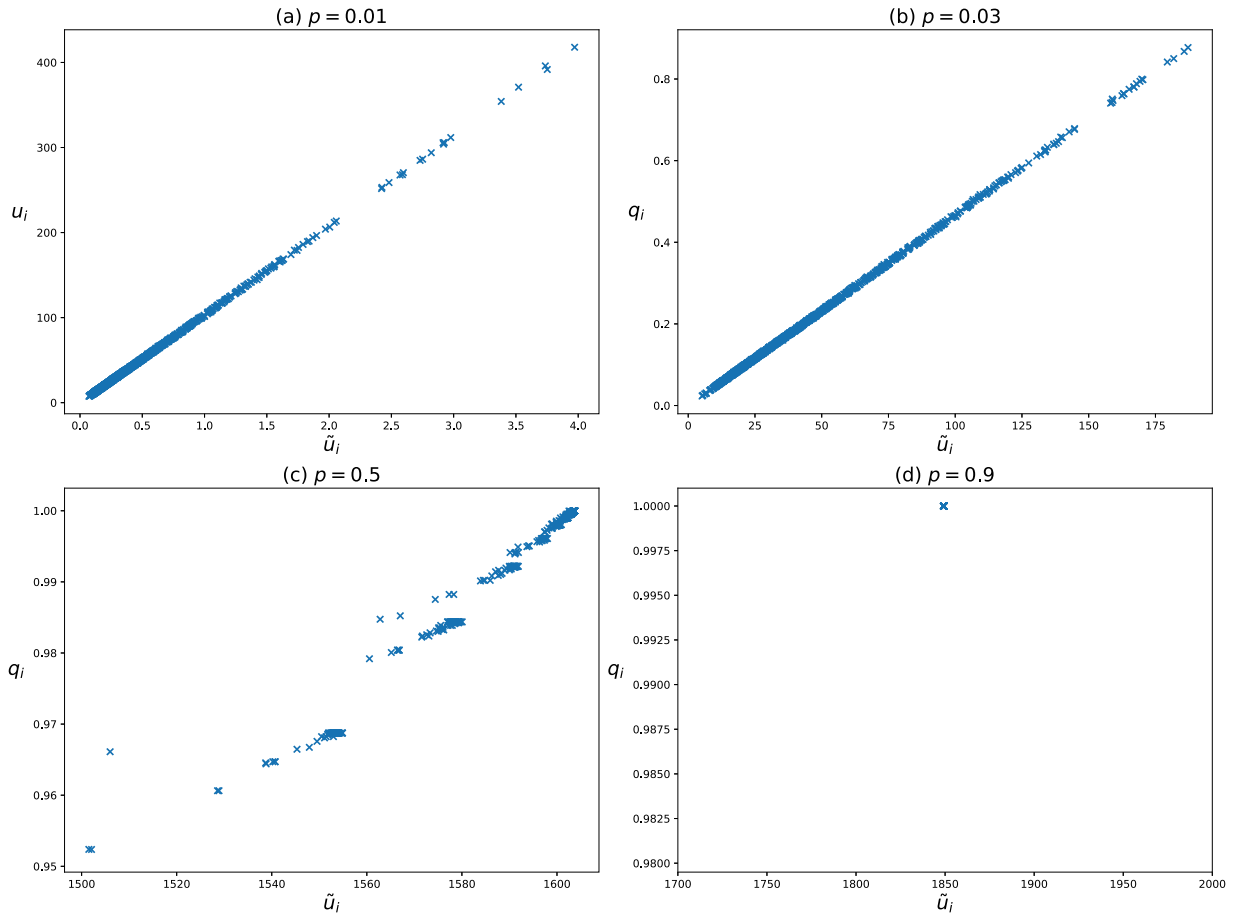 (a) p = 0.01
400
300
200
100
0
u_i
0.0 0.5 1.0 1.5 2.0 2.5 3.0 3.5 4.0
ũ_i
(b) p = 0.03
0.8
0.6
0.4
0.2
0.0
q_i
0 25 50 75 100 125 150 175
ũ_i
(c) p = 0.5
1.00
0.99
0.98
0.97
0.96
0.95
q_i
1500 1520 1540 1560 1580 1600
ũ_i
(d) p = 0.9
1.0000
0.9975
0.9950
0.9925
0.9900
0.9875
0.9850
0.9825
0.9800
q_i
1700 1750 1800 1850 1900 1950 2000
ũ_i